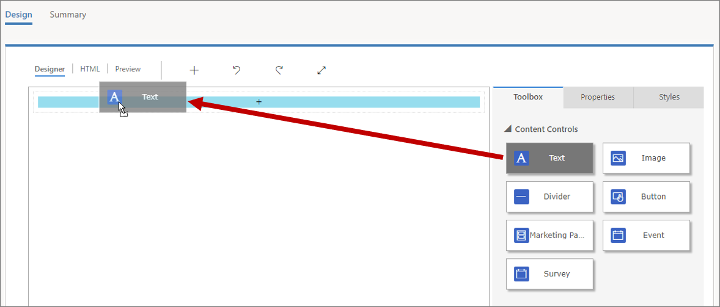 Design Summary
Designer HTML Preview
A Text
Toolbox Properties Styles
Content Controls
A Text Image
Divider Button
Marketing Pa... Event
Survey